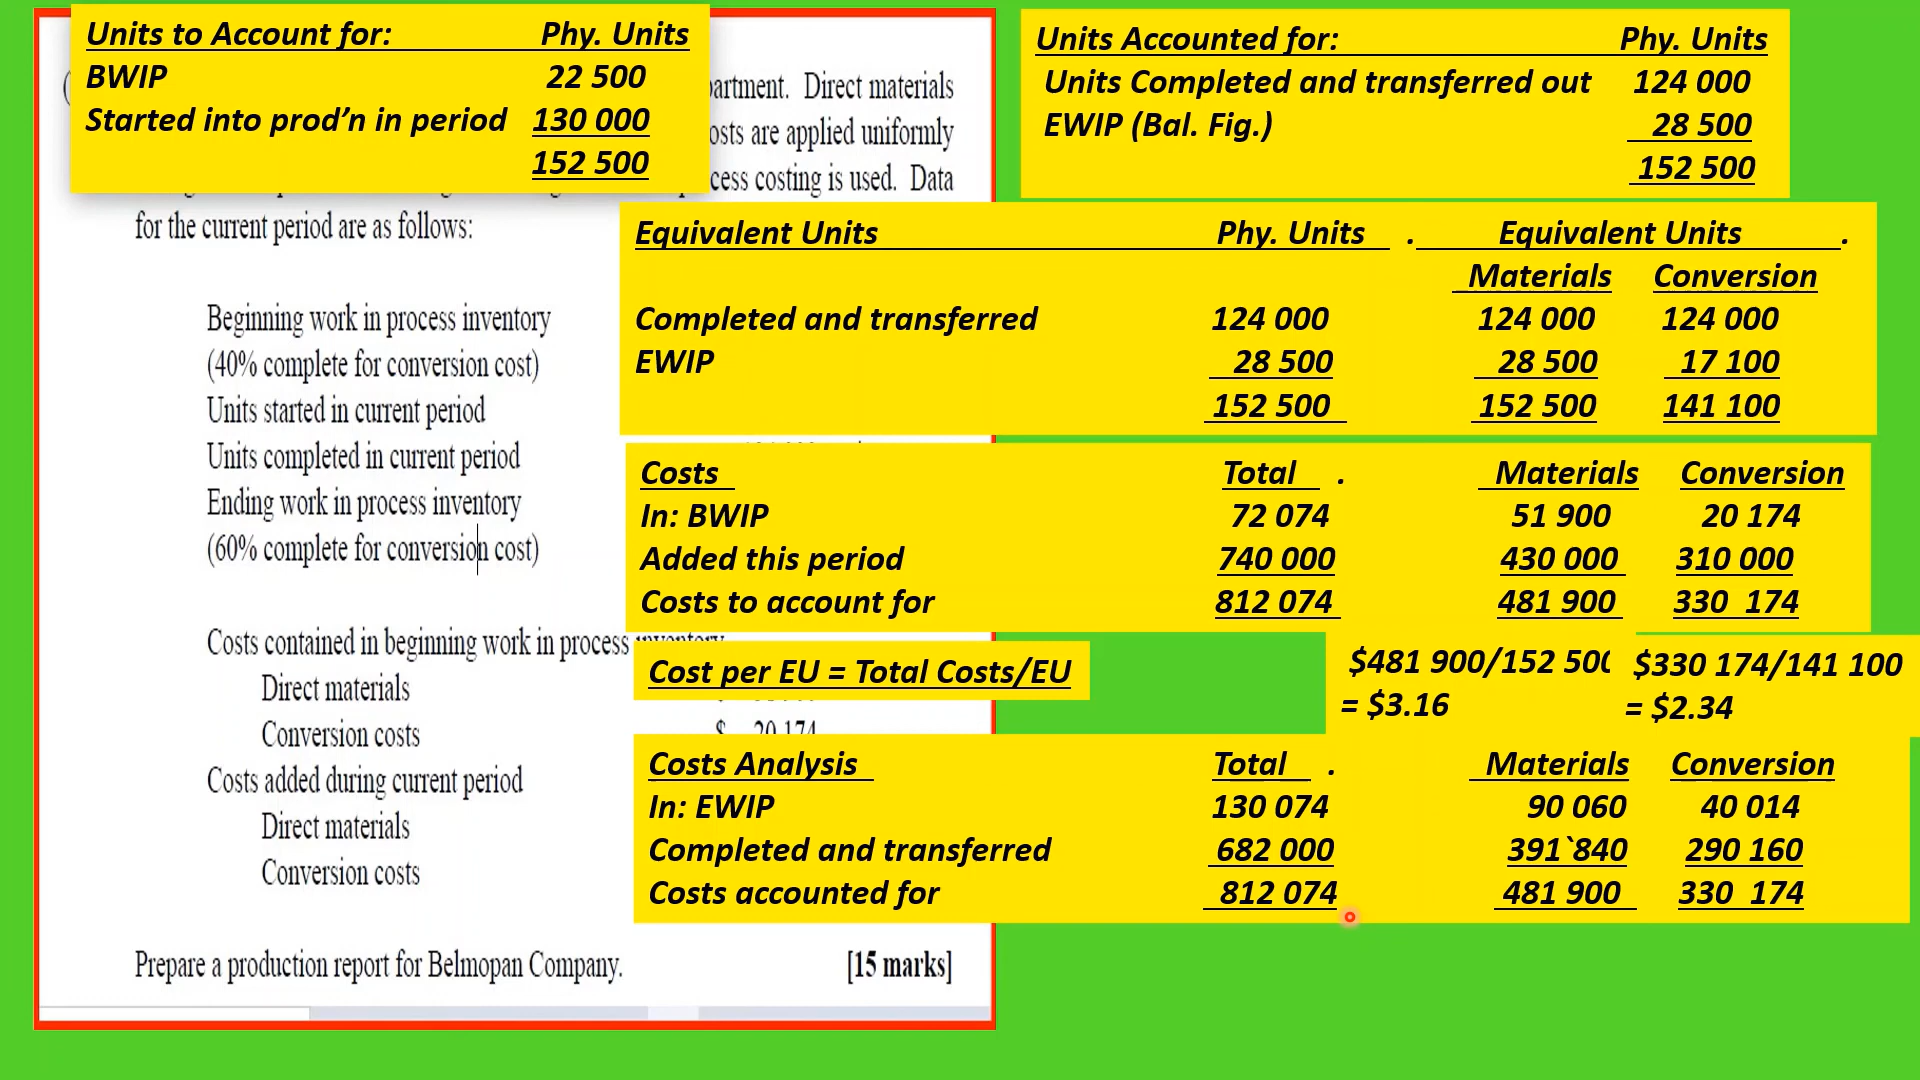 Units to Account for: Phy. Units
BWIP 22 500
Started into prod’n in period 130 000
152 500
Units Accounted for: Phy. Units
Units Completed and transferred out 124 000
EWIP (Bal. Fig.) 28 500
152 500
( artment. Direct materials
osts are applied uniformly
cess costing is used. Data
for the current period are as follows:
Beginning work in process inventory
(40% complete for conversion cost)
Units started in current period
Units completed in current period
Ending work in process inventory
(60% complete for conversion cost)
Costs contained in beginning work in process inventory
Direct materials
Conversion costs $ 20 174
Costs added during current period
Direct materials
Conversion costs
Prepare a production report for Belmopan Company. [15 marks]
Equivalent Units Phy. Units . Equivalent Units .
Materials Conversion
Completed and transferred 124 000 124 000 124 000
EWIP 28 500 28 500 17 100
152 500 152 500 141 100
Costs Total . Materials Conversion
In: BWIP 72 074 51 900 20 174
Added this period 740 000 430 000 310 000
Costs to account for 812 074 481 900 330 174
Cost per EU = Total Costs/EU
$481 900/152 500 $330 174/141 100
= $3.16 = $2.34
Costs Analysis Total . Materials Conversion
In: EWIP 130 074 90 060 40 014
Completed and transferred 682 000 391`840 290 160
Costs accounted for 812 074 481 900 330 174